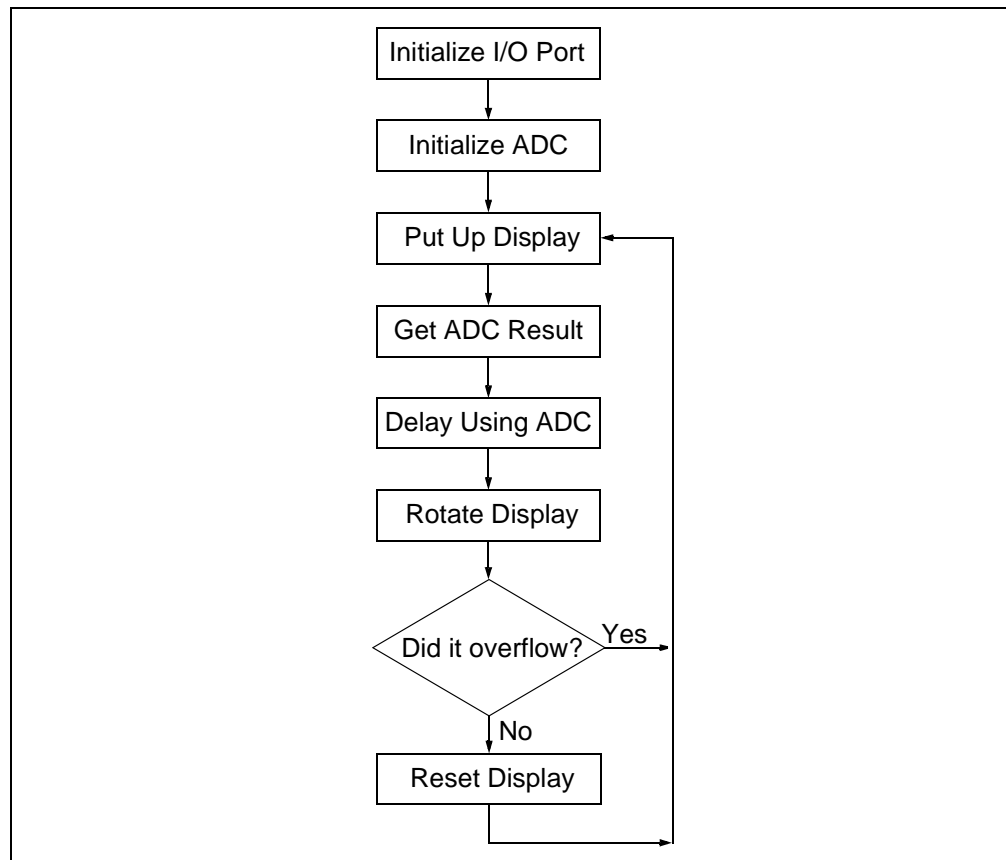 Initialize I/O Port
Initialize ADC
Put Up Display
Get ADC Result
Delay Using ADC
Rotate Display
Did it overflow?
Yes
No
Reset Display